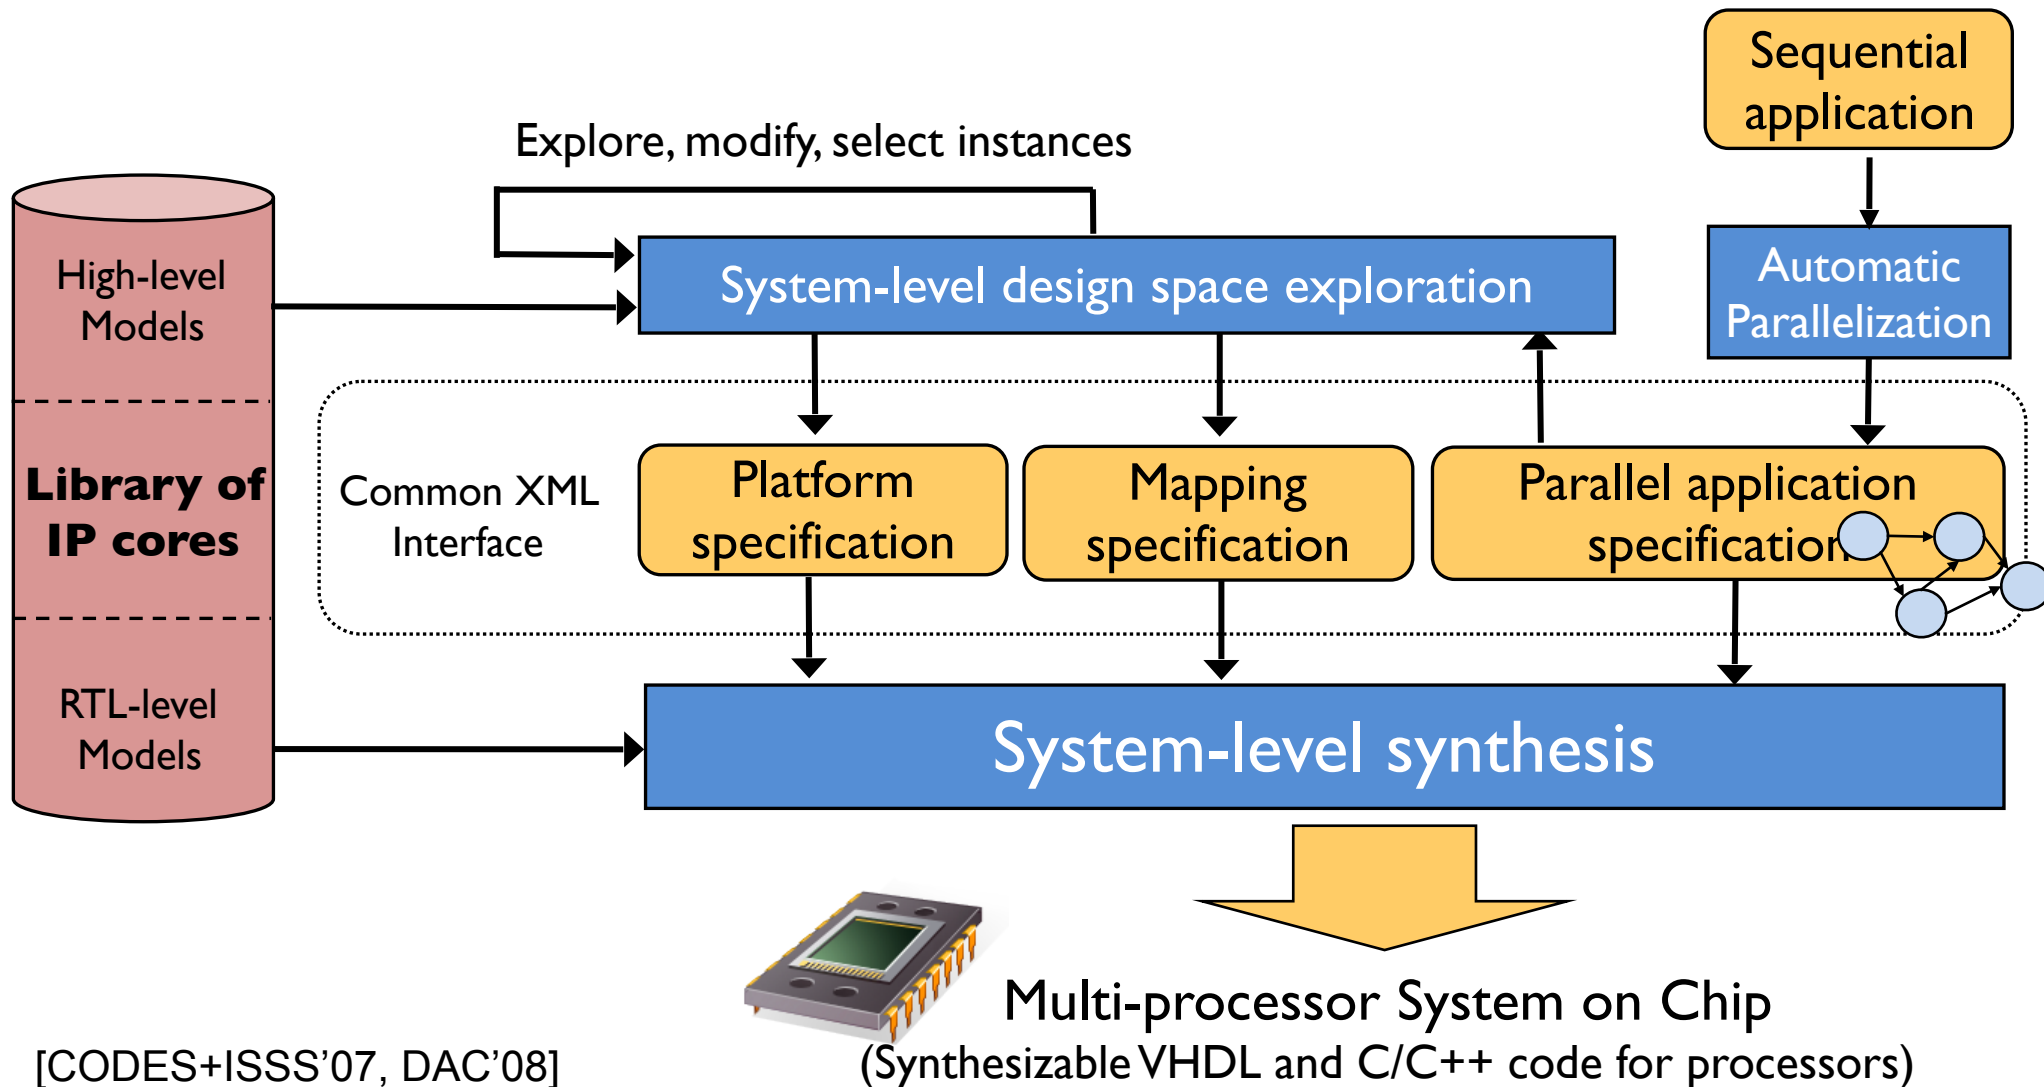 Sequential
application
Explore, modify, select instances
High-level
Models
System-level design space exploration
Automatic
Parallelization
Library of
IP cores
Common XML
Interface
Platform
specification
Mapping
specification
Parallel application
specification
RTL-level
Models
System-level synthesis
Multi-processor System on Chip
(Synthesizable VHDL and C/C++ code for processors)
[CODES+ISSS’07, DAC’08]